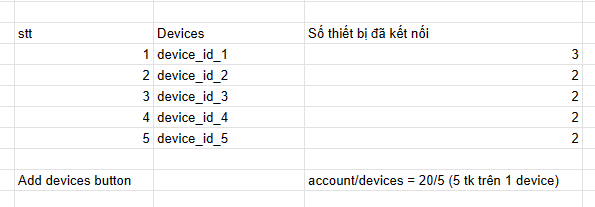 stt Devices Số thiết bị đã kết nối
1 device_id_1 3
2 device_id_2 2
3 device_id_3 2
4 device_id_4 2
5 device_id_5 2
Add devices button account/devices = 20/5 (5 tk trên 1 device)